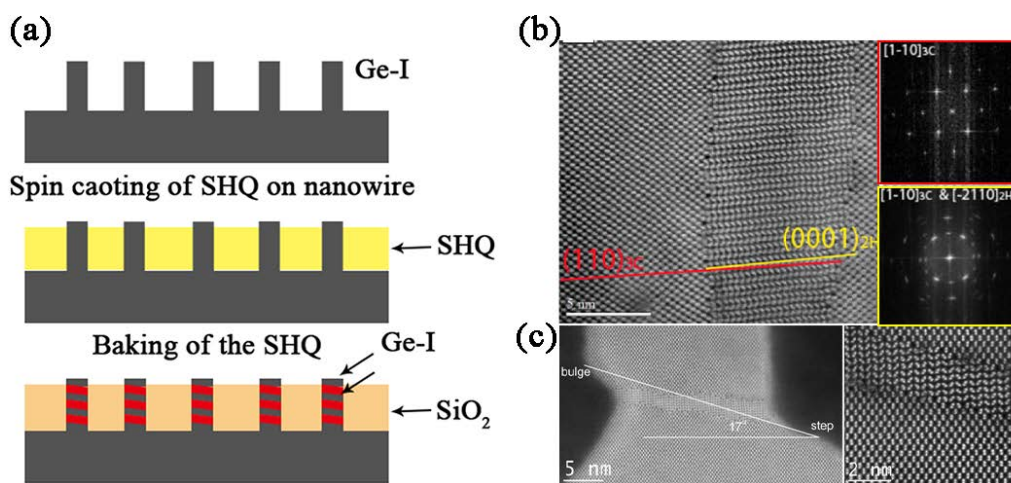 (a)
Ge-I
Spin caoting of SHQ on nanowire
SHQ
Baking of the SHQ
Ge-I
SiO₂
(b)
[1-10]3C
[1-10]3C & [-2110]2H
(0001)2H
(110)3C
5 nm
(c)
bulge
17°
step
5 nm
2 nm